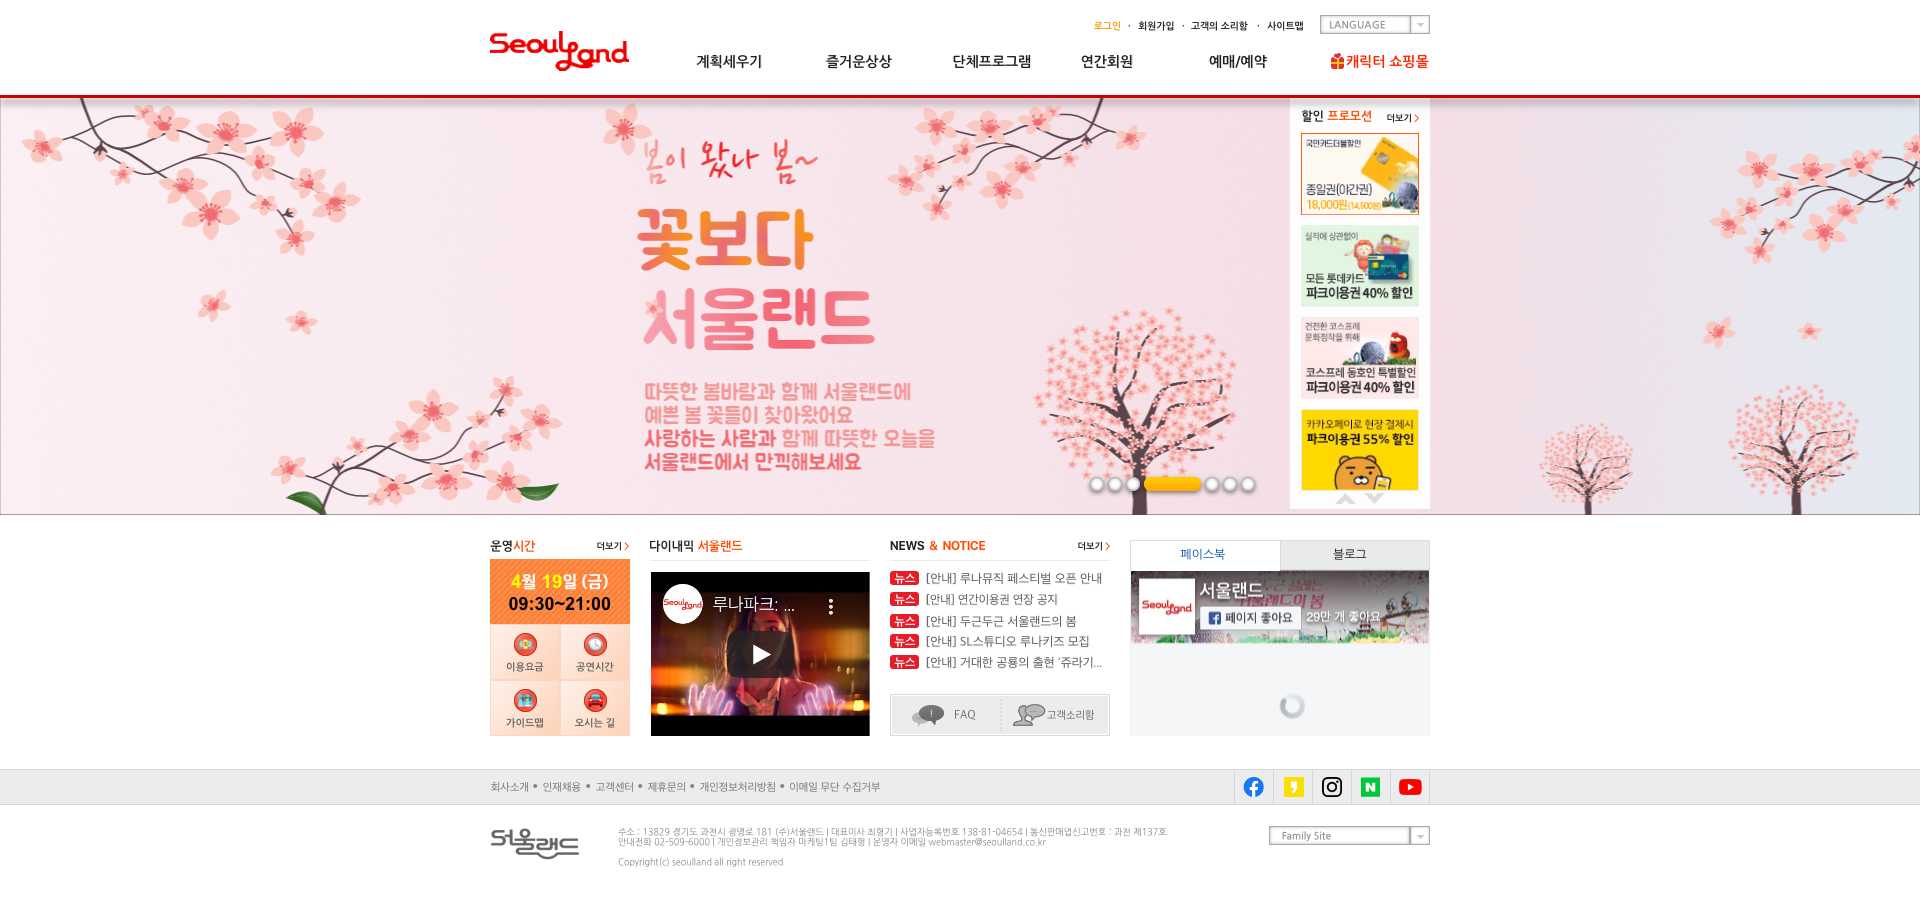 로그인 · 회원가입 · 고객의 소리함 · 사이트맵
LANGUAGE
SeoulLand
계획세우기
즐거운상상
단체프로그램
연간회원
예매/예약
캐릭터 쇼핑몰
봄이 왔나 봄~
꽃보다
서울랜드
따뜻한 봄바람과 함께 서울랜드에
예쁜 봄 꽃들이 찾아왔어요
사랑하는 사람과 함께 따뜻한 오늘을
서울랜드에서 만끽해보세요
할인 프로모션
더보기
국민카드더블할인
종일권(야간권)
18,000원(14,500원)
실적에 상관없이
모든 롯데카드
파크이용권 40% 할인
건전한 코스프레
문화정착을 위해
코스프레 동호인 특별할인
파크이용권 40% 할인
카카오페이로 현장 결제시
파크이용권 55% 할인
운영시간
더보기
4월 19일 (금)
09:30~21:00
이용요금
공연시간
가이드맵
오시는 길
다이내믹 서울랜드
SeoulLand
루나파크: ...
NEWS & NOTICE
더보기
뉴스 [안내] 루나뮤직 페스티벌 오픈 안내
뉴스 [안내] 연간이용권 연장 공지
뉴스 [안내] 두근두근 서울랜드의 봄
뉴스 [안내] SL스튜디오 루나키즈 모집
뉴스 [안내] 거대한 공룡의 출현 '쥬라기...
FAQ
고객소리함
페이스북
블로그
SeoulLand
서울랜드
페이지 좋아요
29만 개 좋아요
회사소개 • 인재채용 • 고객센터 • 제휴문의 • 개인정보처리방침 • 이메일 무단 수집거부
서울랜드
주소 : 13829 경기도 과천시 광명로 181 (주)서울랜드 | 대표이사 최형기 | 사업자등록번호 138-81-04654 | 통신판매업신고번호 : 과천 제137호
안내전화 02-509-6000 | 개인정보관리 책임자 마케팅1팀 김태형 | 운영자 이메일 webmaster@seoulland.co.kr
Copyright(c) seoulland all right reserved
Family Site